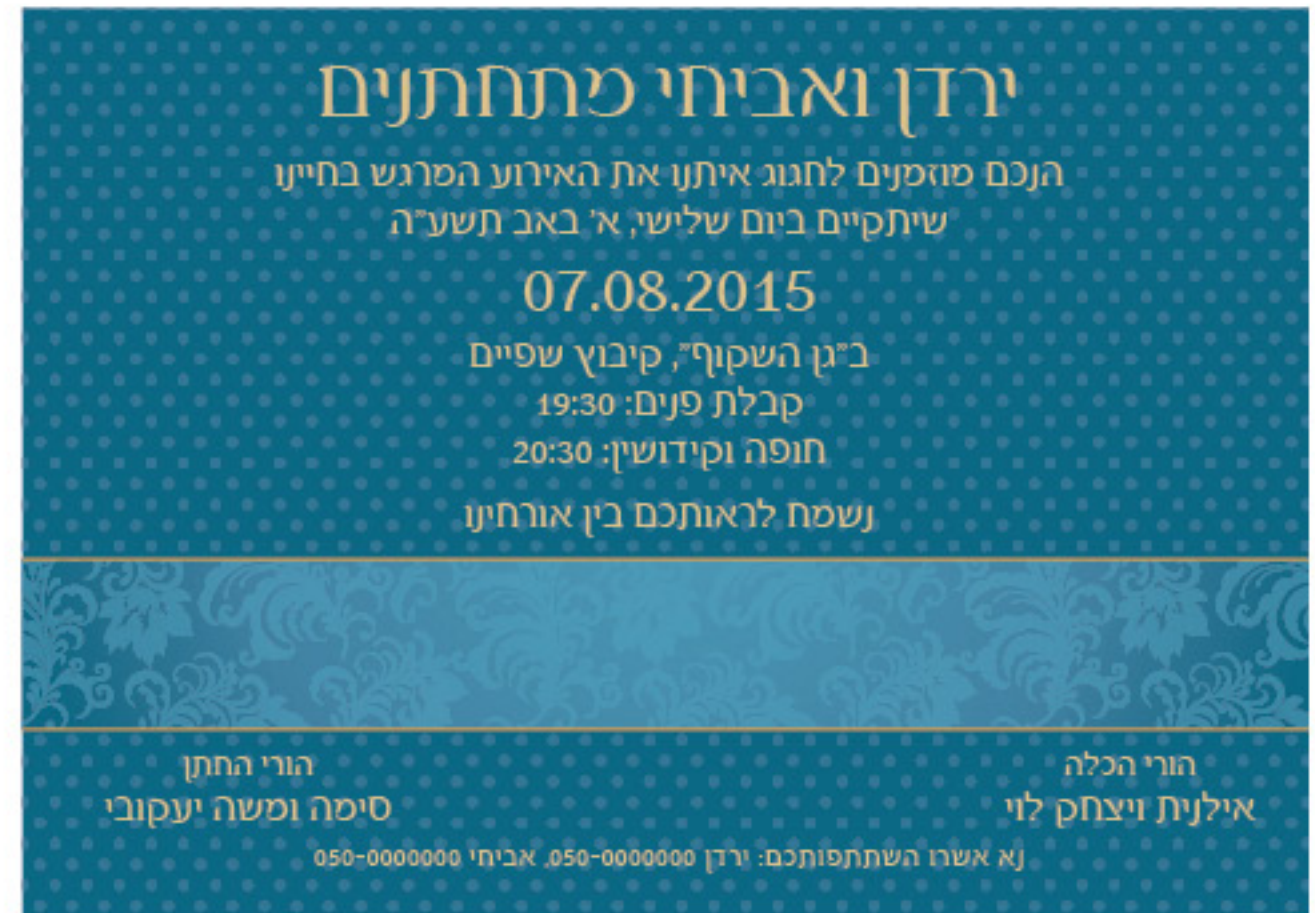 ירדן ואביחי מתחתנים
הנכם מוזמנים לחגוג איתנו את האירוע המרגש בחיינו
שיתקיים ביום שלישי, א' באב תשע"ה
07.08.2015
ב"גן השקוף", קיבוץ שפיים
קבלת פנים: 19:30
חופה וקידושין: 20:30
נשמח לראותכם בין אורחינו
הורי הכלה
אילנית ויצחק לוי
הורי החתן
סימה ומשה יעקובי
נא אשרו השתתפותכם: ירדן 050-0000000, אביחי 050-0000000